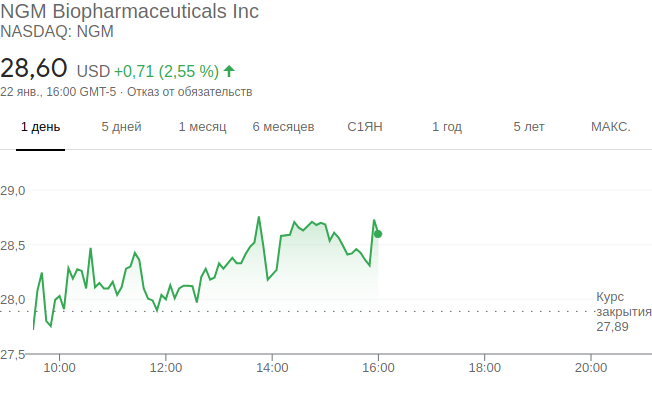 NGM Biopharmaceuticals Inc
NASDAQ: NGM
28,60 USD +0,71 (2,55 %)
22 янв., 16:00 GMT-5 · Отказ от обязательств
1 день 5 дней 1 месяц 6 месяцев С1ЯН 1 год 5 лет МАКС.
29,0
28,5
28,0
Курс
закрытия
27,89
27,5
10:00 12:00 14:00 16:00 18:00 20:00